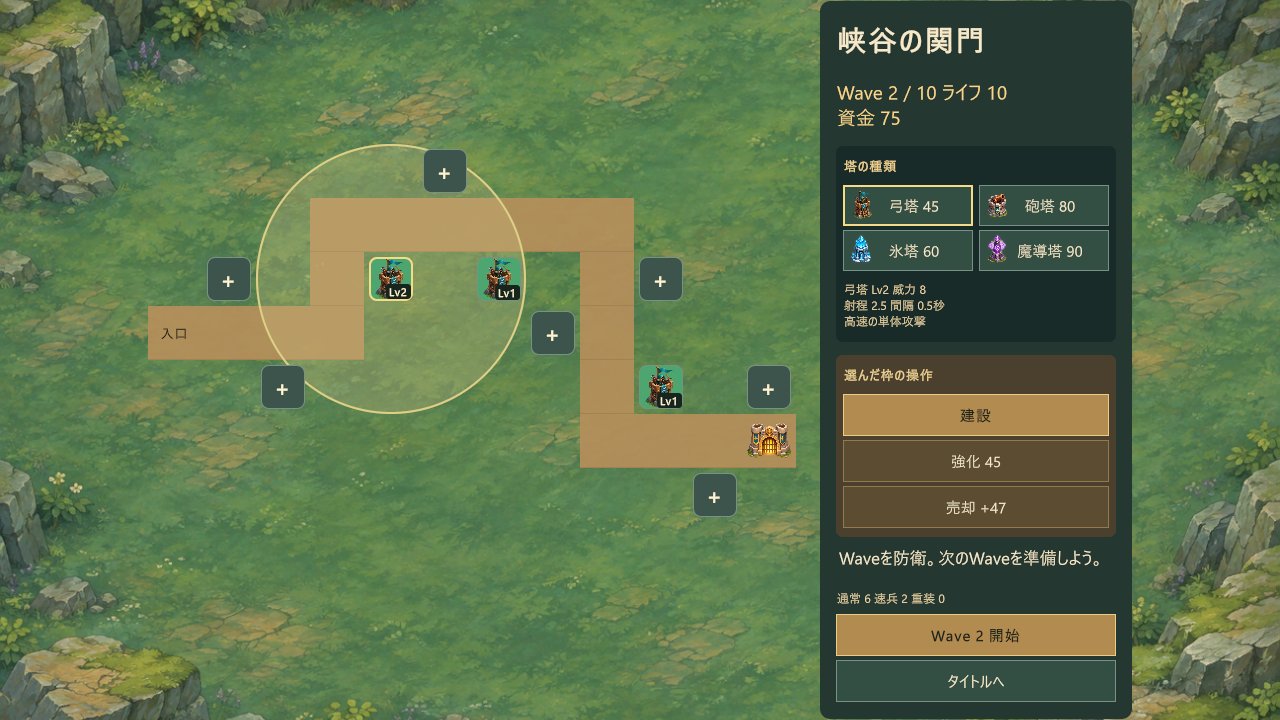 峡谷の関門
Wave 2 / 10 ライフ 10
資金 75
塔の種類
弓塔 45
砲塔 80
氷塔 60
魔導塔 90
弓塔 Lv2 威力 8
射程 2.5 間隔 0.5秒
高速の単体攻撃
選んだ枠の操作
建設
強化 45
売却 +47
Waveを防衛。次のWaveを準備しよう。
通常 6 速兵 2 重装 0
Wave 2 開始
タイトルへ
+
+
Lv2
Lv1
+
+
入口
+
Lv1
+
+